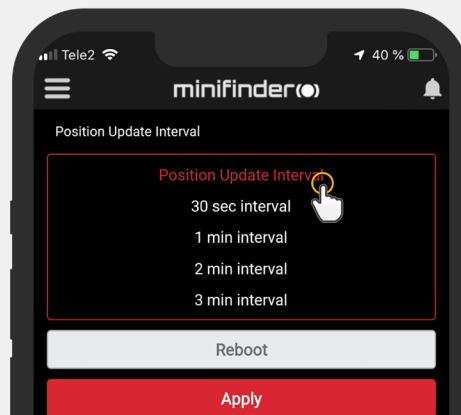 Tele2 40 %
minifinder
Position Update Interval
Position Update Interval
30 sec interval
1 min interval
2 min interval
3 min interval
Reboot
Apply